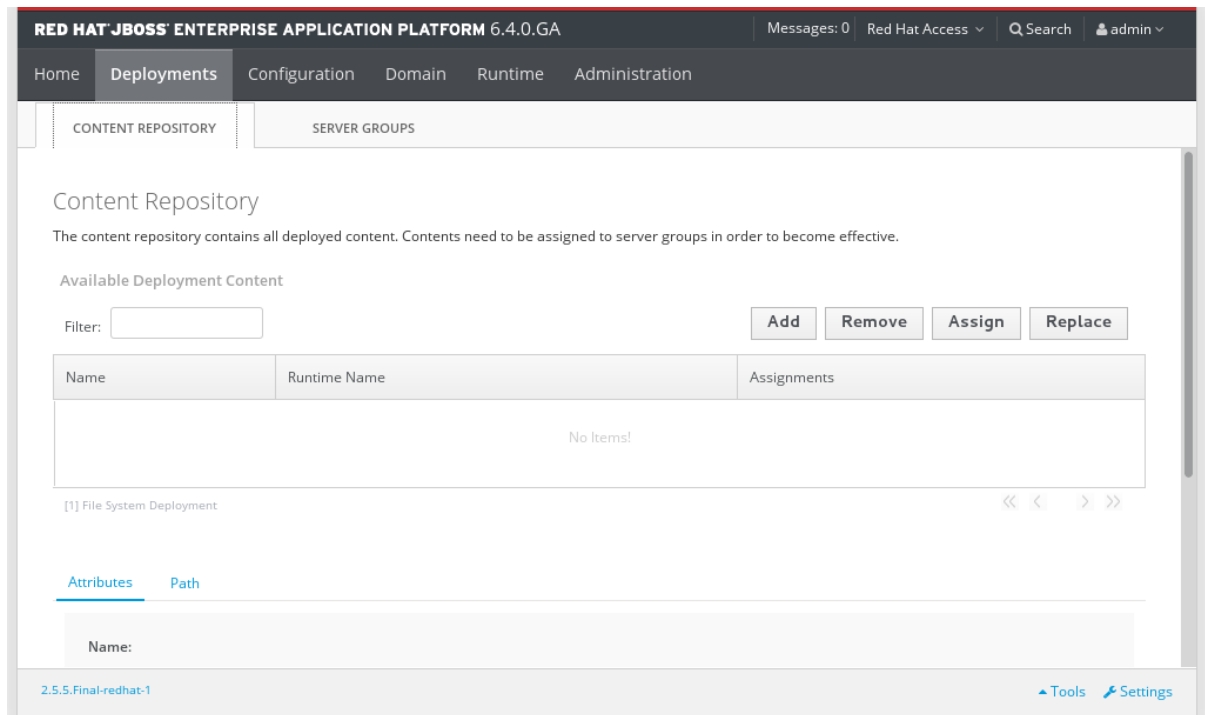 RED HAT JBOSS ENTERPRISE APPLICATION PLATFORM 6.4.0.GA Messages: 0 Red Hat Access Search admin
Home Deployments Configuration Domain Runtime Administration
CONTENT REPOSITORY SERVER GROUPS
Content Repository
The content repository contains all deployed content. Contents need to be assigned to server groups in order to become effective.
Available Deployment Content
Filter: Add Remove Assign Replace
Name Runtime Name Assignments
No Items!
[1] File System Deployment
Attributes Path
Name:
2.5.5.Final-redhat-1 Tools Settings